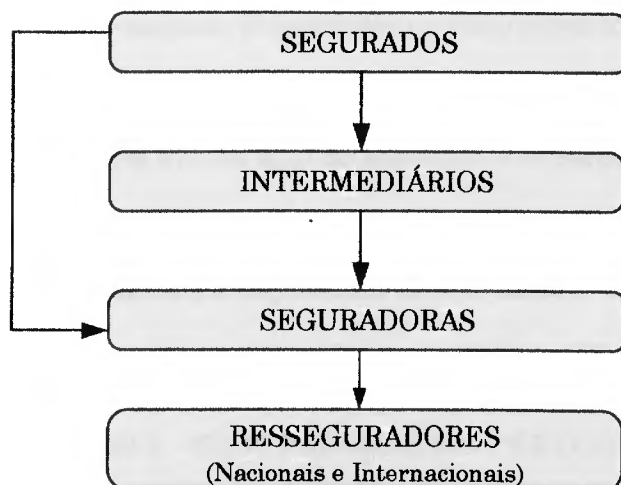 SEGURADOS
INTERMEDIÁRIOS
SEGURADORAS
RESSEGURADORES
(Nacionais e Internacionais)